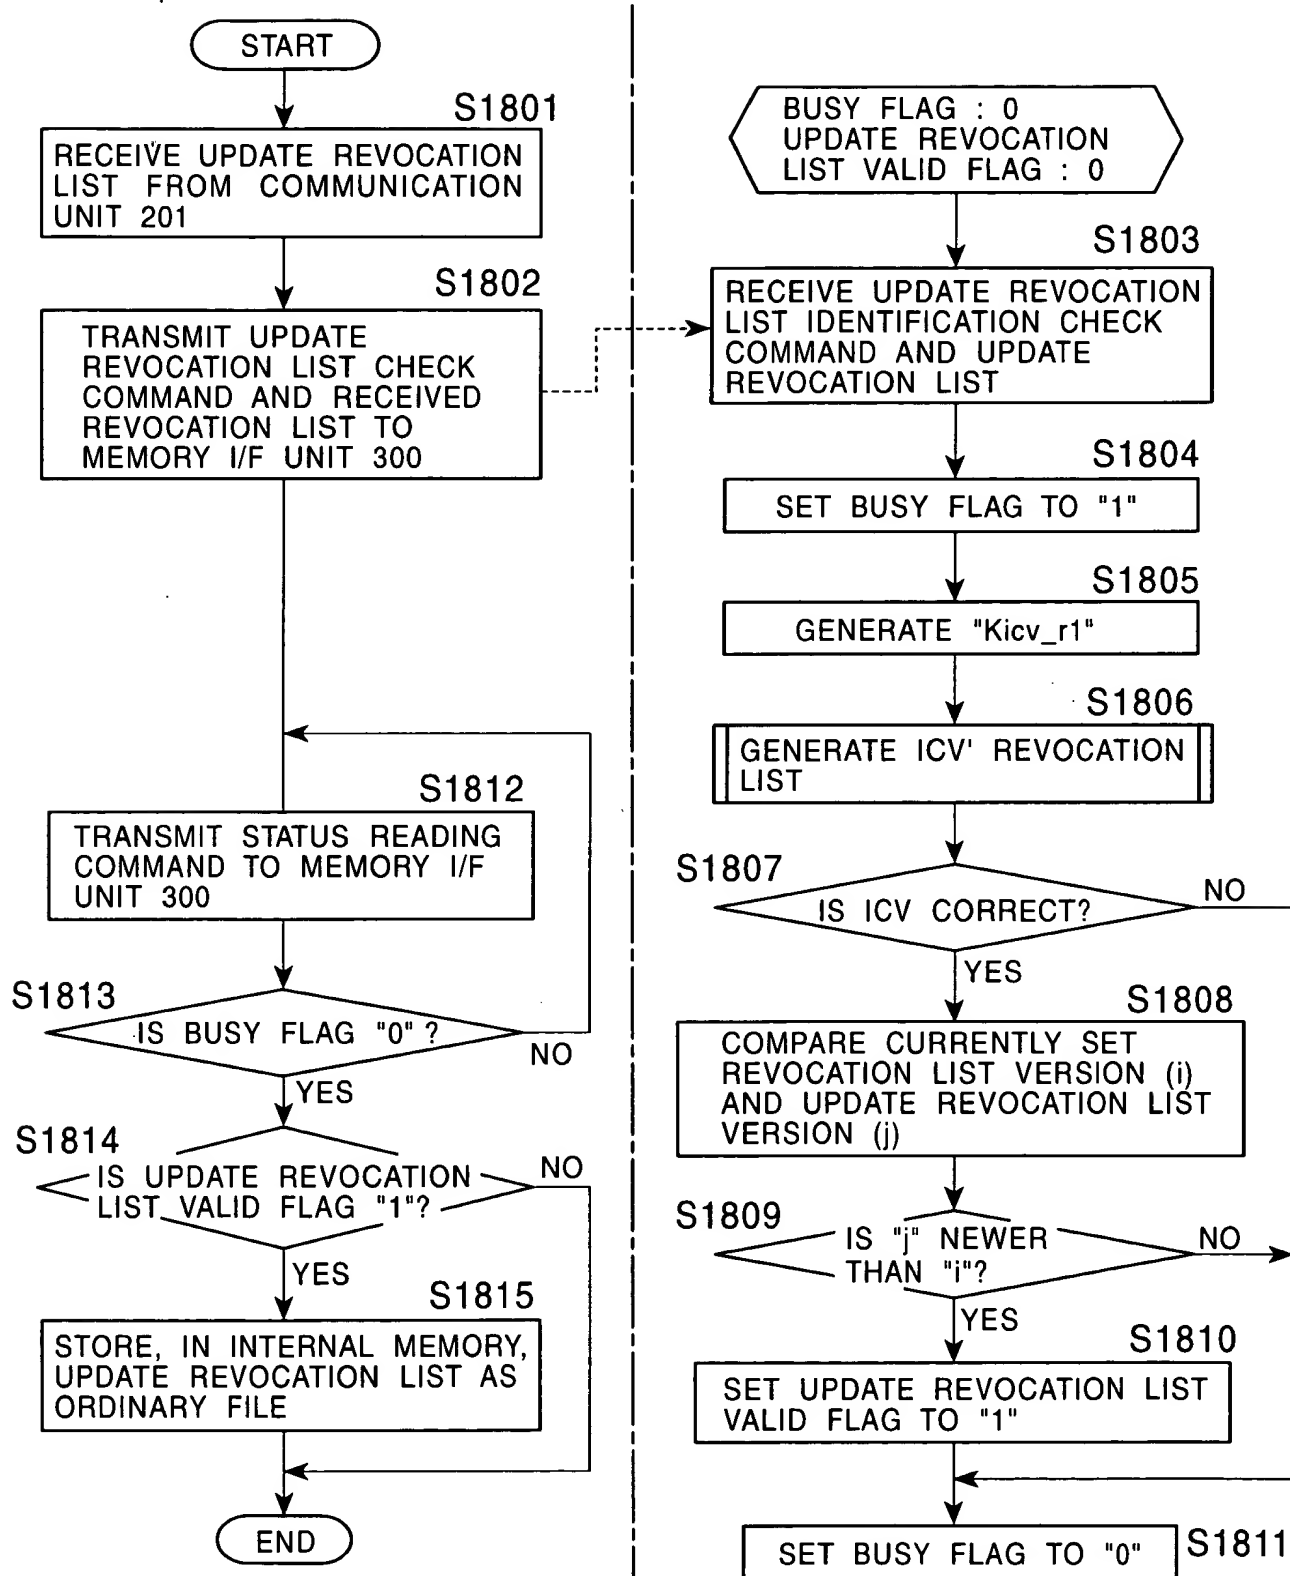 START
S1801
RECEIVE UPDATE REVOCATION
LIST FROM COMMUNICATION
UNIT 201
S1802
TRANSMIT UPDATE
REVOCATION LIST CHECK
COMMAND AND RECEIVED
REVOCATION LIST TO
MEMORY I/F UNIT 300
S1812
TRANSMIT STATUS READING
COMMAND TO MEMORY I/F
UNIT 300
S1813
IS BUSY FLAG "0" ?
NO
YES
S1814
IS UPDATE REVOCATION
LIST VALID FLAG "1"?
NO
YES
S1815
STORE, IN INTERNAL MEMORY,
UPDATE REVOCATION LIST AS
ORDINARY FILE
END
BUSY FLAG : 0
UPDATE REVOCATION
LIST VALID FLAG : 0
S1803
RECEIVE UPDATE REVOCATION
LIST IDENTIFICATION CHECK
COMMAND AND UPDATE
REVOCATION LIST
S1804
SET BUSY FLAG TO "1"
S1805
GENERATE "Kicv_r1"
S1806
GENERATE ICV' REVOCATION
LIST
S1807
IS ICV CORRECT?
NO
YES
S1808
COMPARE CURRENTLY SET
REVOCATION LIST VERSION (i)
AND UPDATE REVOCATION LIST
VERSION (j)
S1809
IS "j" NEWER
THAN "i"?
NO
YES
S1810
SET UPDATE REVOCATION LIST
VALID FLAG TO "1"
SET BUSY FLAG TO "0"
S1811